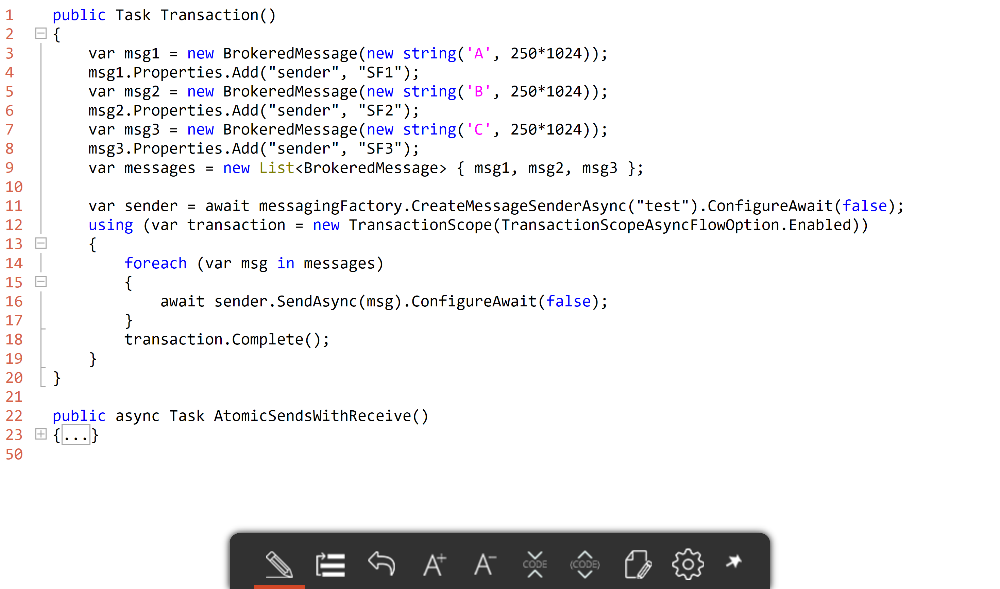 1 public Task Transaction()
2 {
3 var msg1 = new BrokeredMessage(new string('A', 250*1024));
4 msg1.Properties.Add("sender", "SF1");
5 var msg2 = new BrokeredMessage(new string('B', 250*1024));
6 msg2.Properties.Add("sender", "SF2");
7 var msg3 = new BrokeredMessage(new string('C', 250*1024));
8 msg3.Properties.Add("sender", "SF3");
9 var messages = new List<BrokeredMessage> { msg1, msg2, msg3 };
10
11 var sender = await messagingFactory.CreateMessageSenderAsync("test").ConfigureAwait(false);
12 using (var transaction = new TransactionScope(TransactionScopeAsyncFlowOption.Enabled))
13 {
14 foreach (var msg in messages)
15 {
16 await sender.SendAsync(msg).ConfigureAwait(false);
17 }
18 transaction.Complete();
19 }
20 }
21
22 public async Task AtomicSendsWithReceive()
23 {...}
50
A+ A- CODE (CODE)